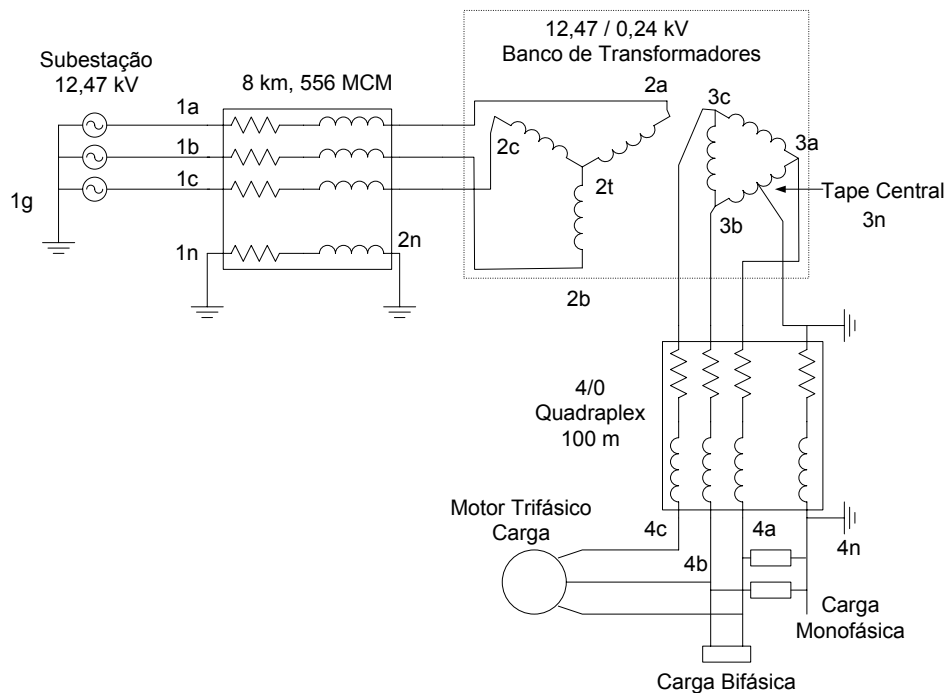 12,47 / 0,24 kV
Banco de Transformadores
Subestação
12,47 kV
8 km, 556 MCM
2a
1a
3c
1b
2c
3a
1c
2t
Tape Central
3n
1g
3b
1n
2n
2b
4/0
Quadraplex
100 m
Motor Trifásico
Carga
4c
4a
4n
4b
Carga
Monofásica
Carga Bifásica